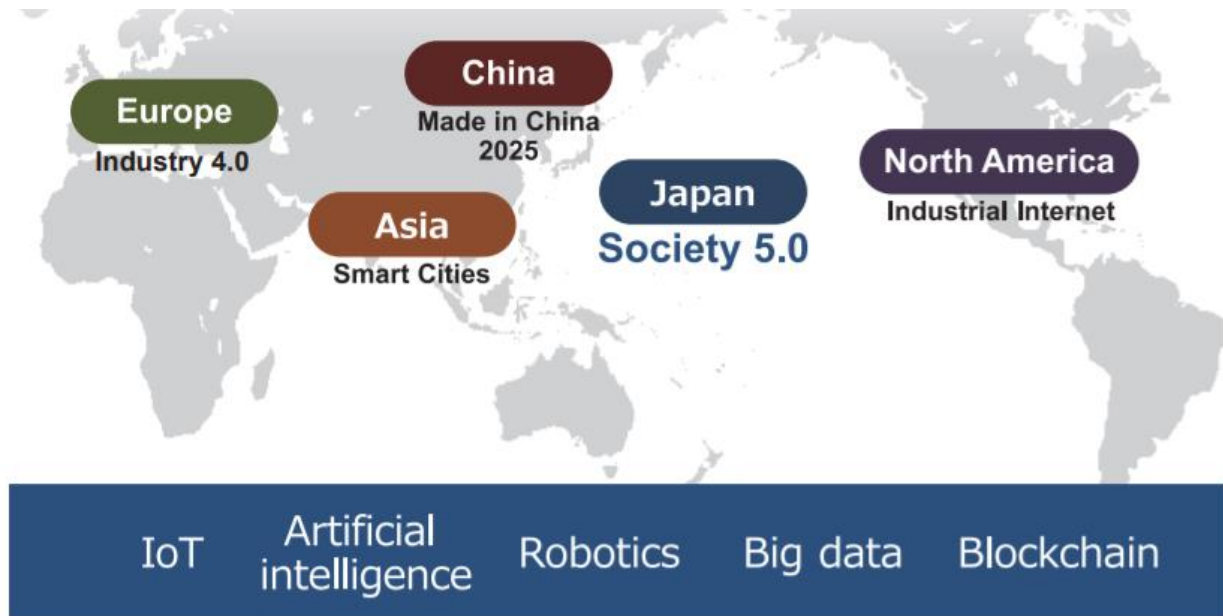 Europe
Industry 4.0
China
Made in China
2025
Asia
Smart Cities
Japan
Society 5.0
North America
Industrial Internet
IoT
Artificial
intelligence
Robotics
Big data
Blockchain